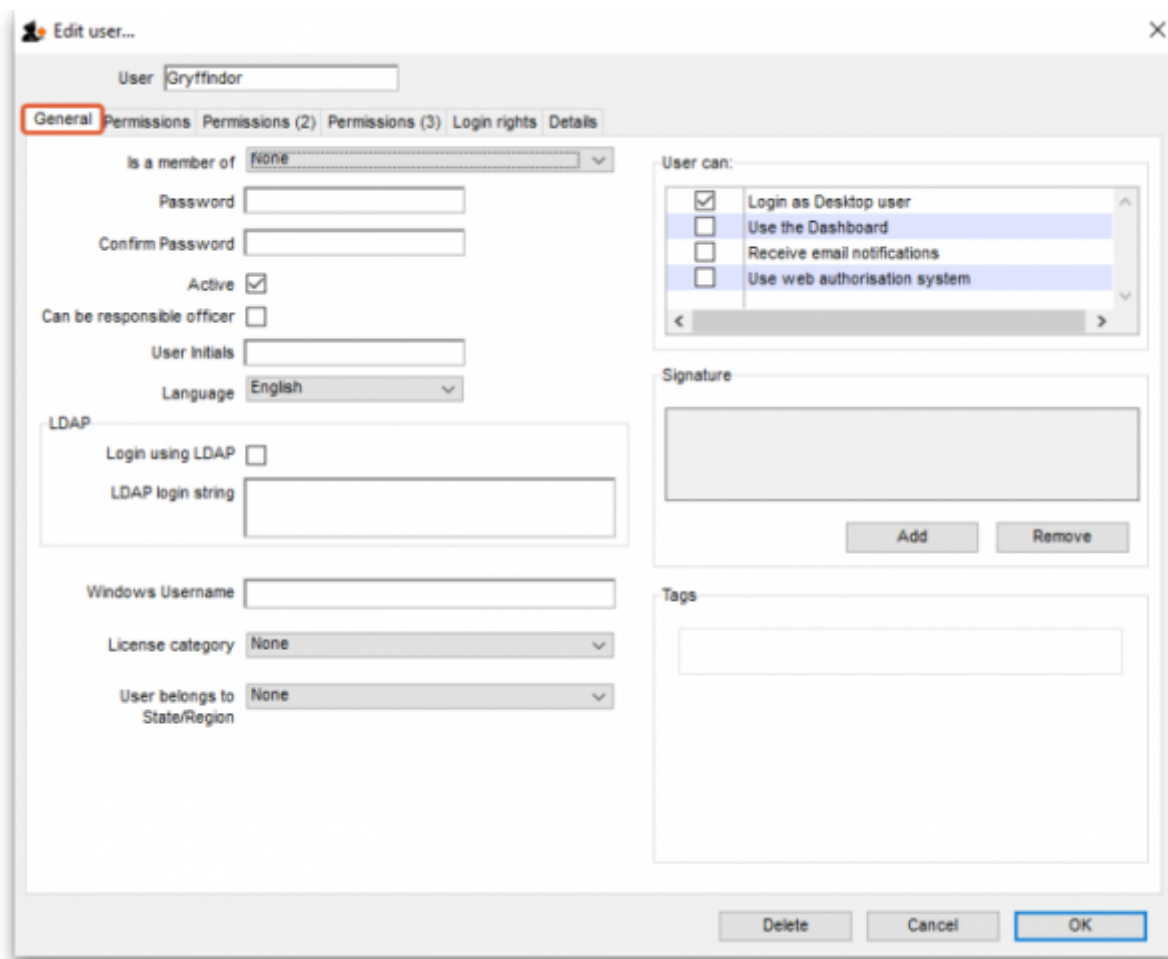 Edit user...
User Gryffindor
General Permissions Permissions (2) Permissions (3) Login rights Details
Is a member of None
Password
Confirm Password
Active
Can be responsible officer
User Initials
Language English
LDAP
Login using LDAP
LDAP login string
Windows Username
License category None
User belongs to None
State/Region
User can:
Login as Desktop user
Use the Dashboard
Receive email notifications
Use web authorisation system
Signature
Add Remove
Tags
Delete Cancel OK